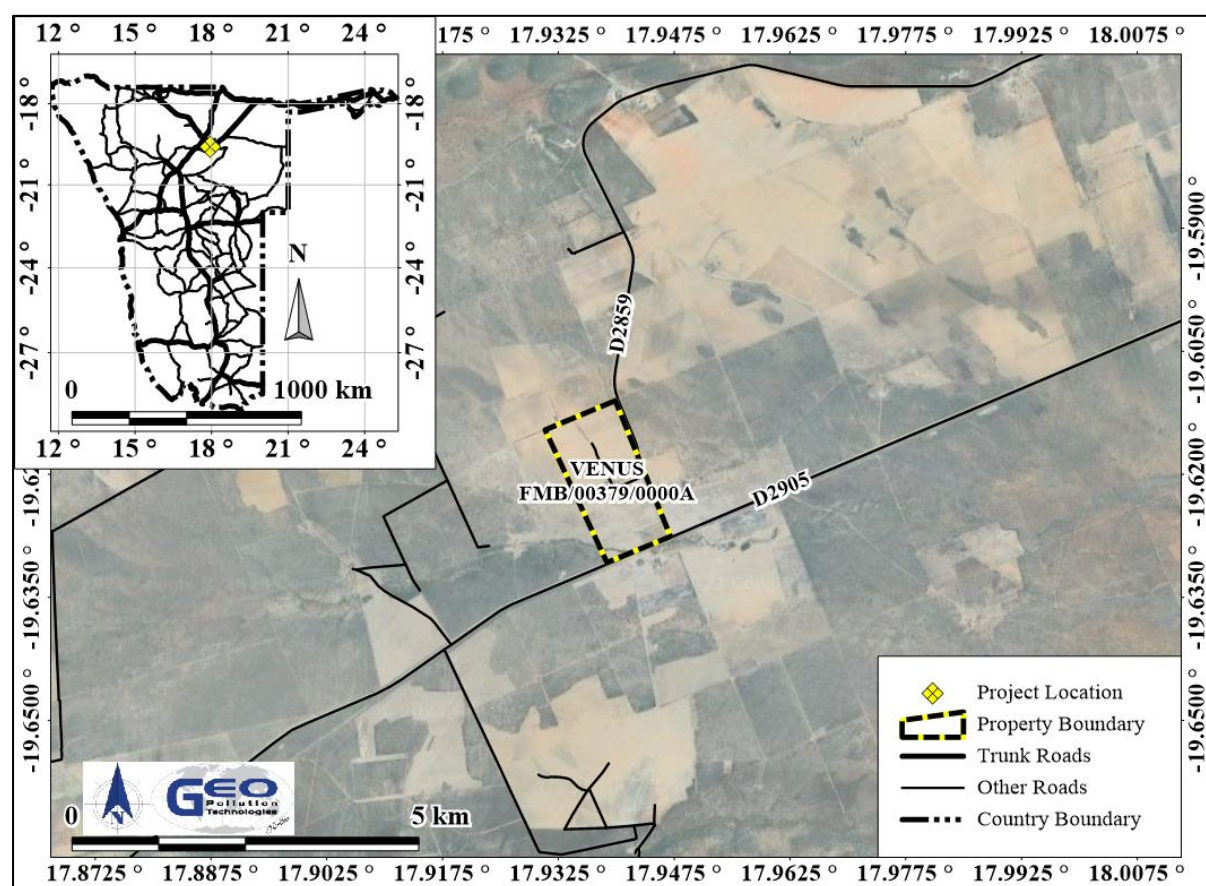 12 ° 15 ° 18 ° 21 ° 24 °
175 ° 17.9325 ° 17.9475 ° 17.9625 ° 17.9775 ° 17.9925 ° 18.0075 °
-18 °
-21 °
-24 °
-27 °
-18 °
-21 °
-24 °
-27 °
N
0 1000 km
12 ° 15 ° 18 ° 21 ° 24 °
D2859
-19.5900 °
-19.6050 °
VENUS
FMB/00379/0000A
D2905
-19.62
-19.6200 °
-19.6350 °
-19.6350 °
-19.6500 °
-19.6500 °
Project Location
Property Boundary
Trunk Roads
Other Roads
Country Boundary
N
GEO
Pollution
Technologies
0 5 km
17.8725 ° 17.8875 ° 17.9025 ° 17.9175 ° 17.9325 ° 17.9475 ° 17.9625 ° 17.9775 ° 17.9925 ° 18.0075 °